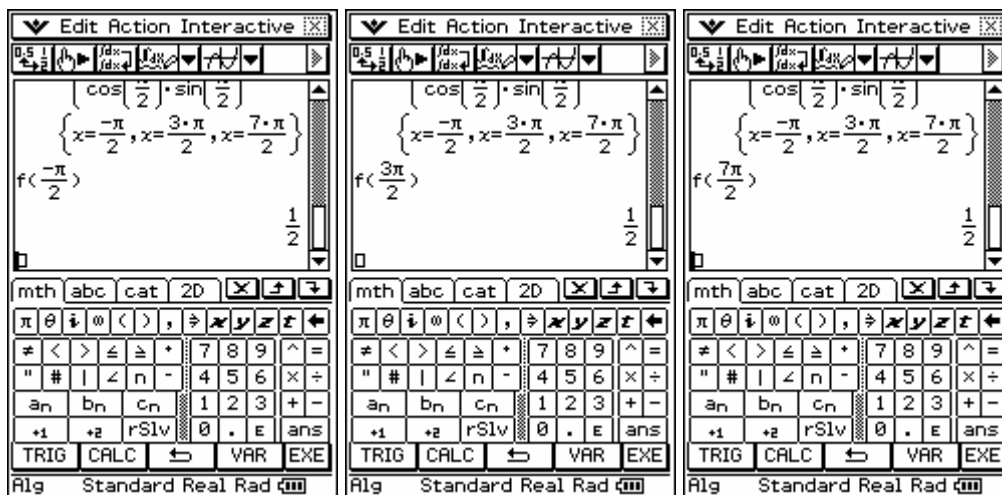 Edit Action Interactive
cos(π/2)·sin(π/2)
{x=-π/2,x=3·π/2,x=7·π/2}
f(-π/2)
1/2
mth abc cat 2D
π θ i ∞ ( ) , ⇒ x y z t ←
≠ < > ≤ ≥ 7 8 9 ^ =
" # | ∠ n - 4 5 6 × ÷
an bn cn 1 2 3 + −
+1 +2 rSlv 0 . E ans
TRIG CALC VAR EXE
Alg Standard Real Rad
Edit Action Interactive
cos(π/2)·sin(π/2)
{x=-π/2,x=3·π/2,x=7·π/2}
f(3π/2)
1/2
mth abc cat 2D
π θ i ∞ ( ) , ⇒ x y z t ←
≠ < > ≤ ≥ 7 8 9 ^ =
" # | ∠ n - 4 5 6 × ÷
an bn cn 1 2 3 + −
+1 +2 rSlv 0 . E ans
TRIG CALC VAR EXE
Alg Standard Real Rad
Edit Action Interactive
cos(π/2)·sin(π/2)
{x=-π/2,x=3·π/2,x=7·π/2}
f(7π/2)
1/2
mth abc cat 2D
π θ i ∞ ( ) , ⇒ x y z t ←
≠ < > ≤ ≥ 7 8 9 ^ =
" # | ∠ n - 4 5 6 × ÷
an bn cn 1 2 3 + −
+1 +2 rSlv 0 . E ans
TRIG CALC VAR EXE
Alg Standard Real Rad